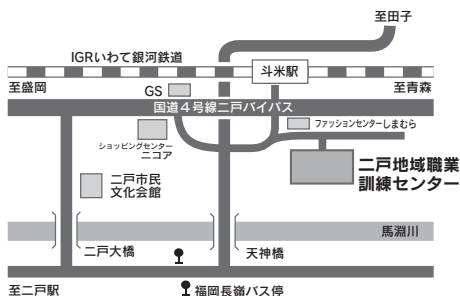 至田子
IGRいわて銀河鉄道
斗米駅
至盛岡
GS
至青森
国道4号線二戸バイパス
ファッションセンターしまむら
ショッピングセンター
ニコア
二戸地域職業
訓練センター
二戸市民
文化会館
馬淵川
二戸大橋
天神橋
至二戸駅
福岡長嶺バス停